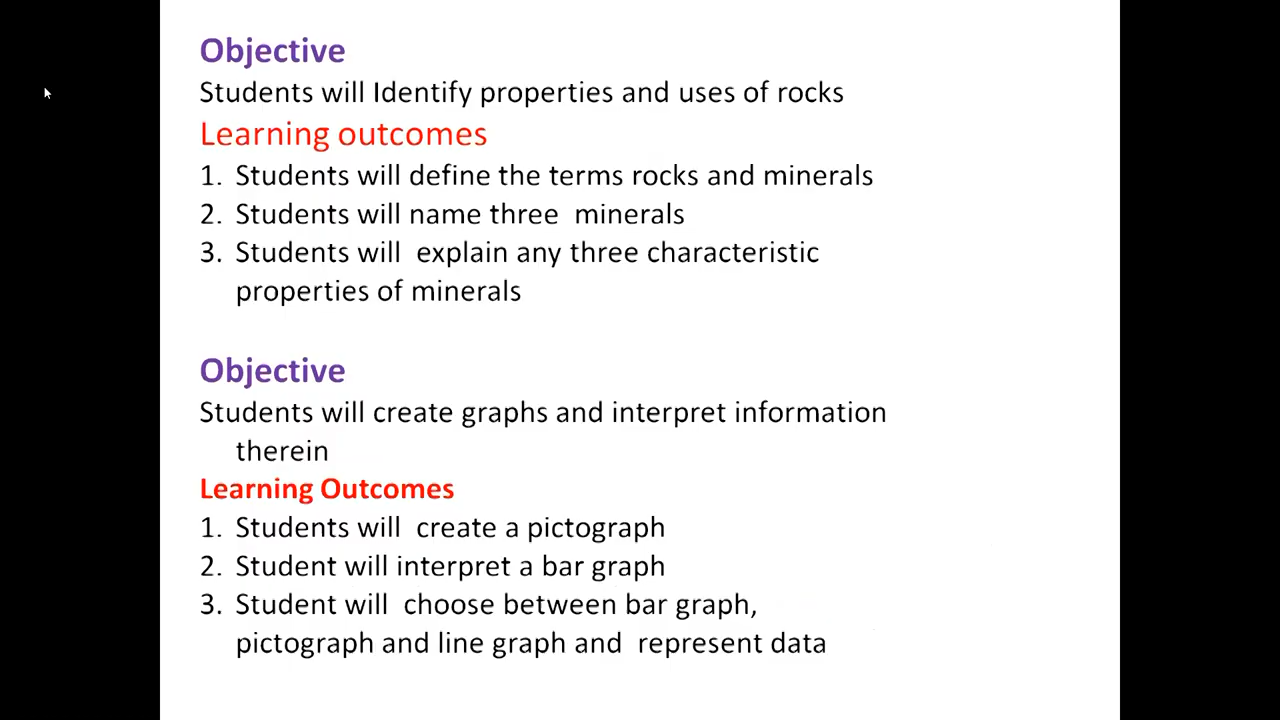 Objective
Students will Identify properties and uses of rocks
Learning outcomes
1. Students will define the terms rocks and minerals
2. Students will name three  minerals
3. Students will  explain any three characteristic
properties of minerals
Objective
Students will create graphs and interpret information
therein
Learning Outcomes
1. Students will  create a pictograph
2. Student will interpret a bar graph
3. Student will  choose between bar graph,
pictograph and line graph and  represent data